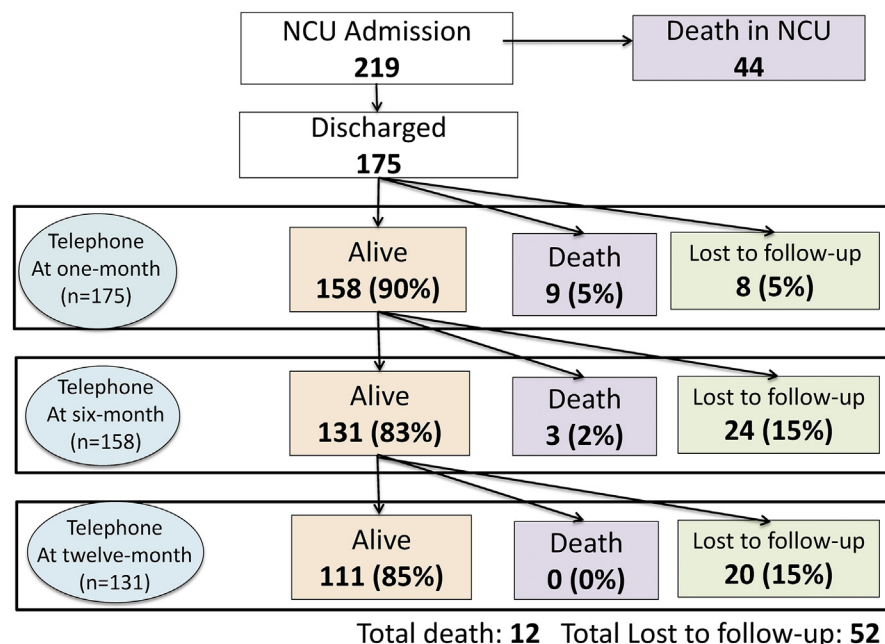 NCU Admission
219
Death in NCU
44
Discharged
175
Telephone
At one-month
(n=175)
Alive
158 (90%)
Death
9 (5%)
Lost to follow-up
8 (5%)
Telephone
At six-month
(n=158)
Alive
131 (83%)
Death
3 (2%)
Lost to follow-up
24 (15%)
Telephone
At twelve-month
(n=131)
Alive
111 (85%)
Death
0 (0%)
Lost to follow-up
20 (15%)
Total death: 12 Total Lost to follow-up: 52